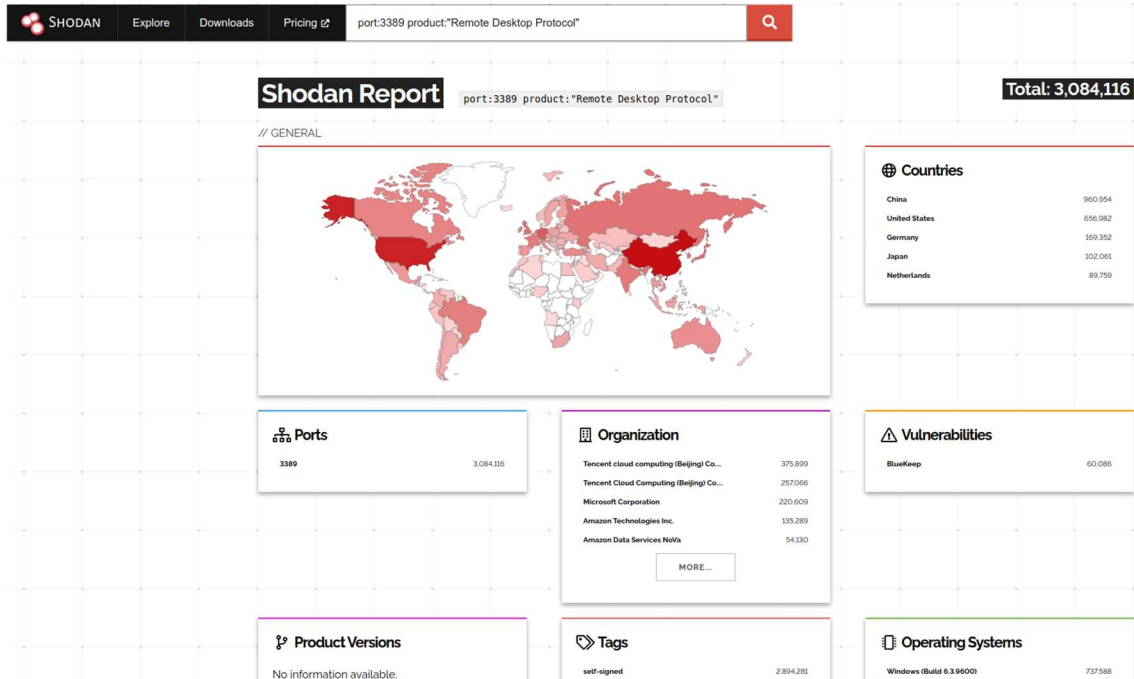 SHODAN Explore Downloads Pricing port:3389 product:"Remote Desktop Protocol"
Shodan Report port:3389 product:"Remote Desktop Protocol" Total: 3,084,116
// GENERAL
Countries
China 960,954
United States 656,982
Germany 169,352
Japan 102,061
Netherlands 89,759
Ports
3389 3,084,116
Organization
Tencent cloud computing (Beijing) Co... 375,899
Tencent Cloud Computing (Beijing) Co... 257,066
Microsoft Corporation 220,609
Amazon Technologies Inc. 135,289
Amazon Data Services NoVa 54,130
MORE...
Vulnerabilities
BlueKeep 60,086
Product Versions
No information available.
Tags
self-signed 2,894,281
Operating Systems
Windows (Build 6.3.9600) 737,588